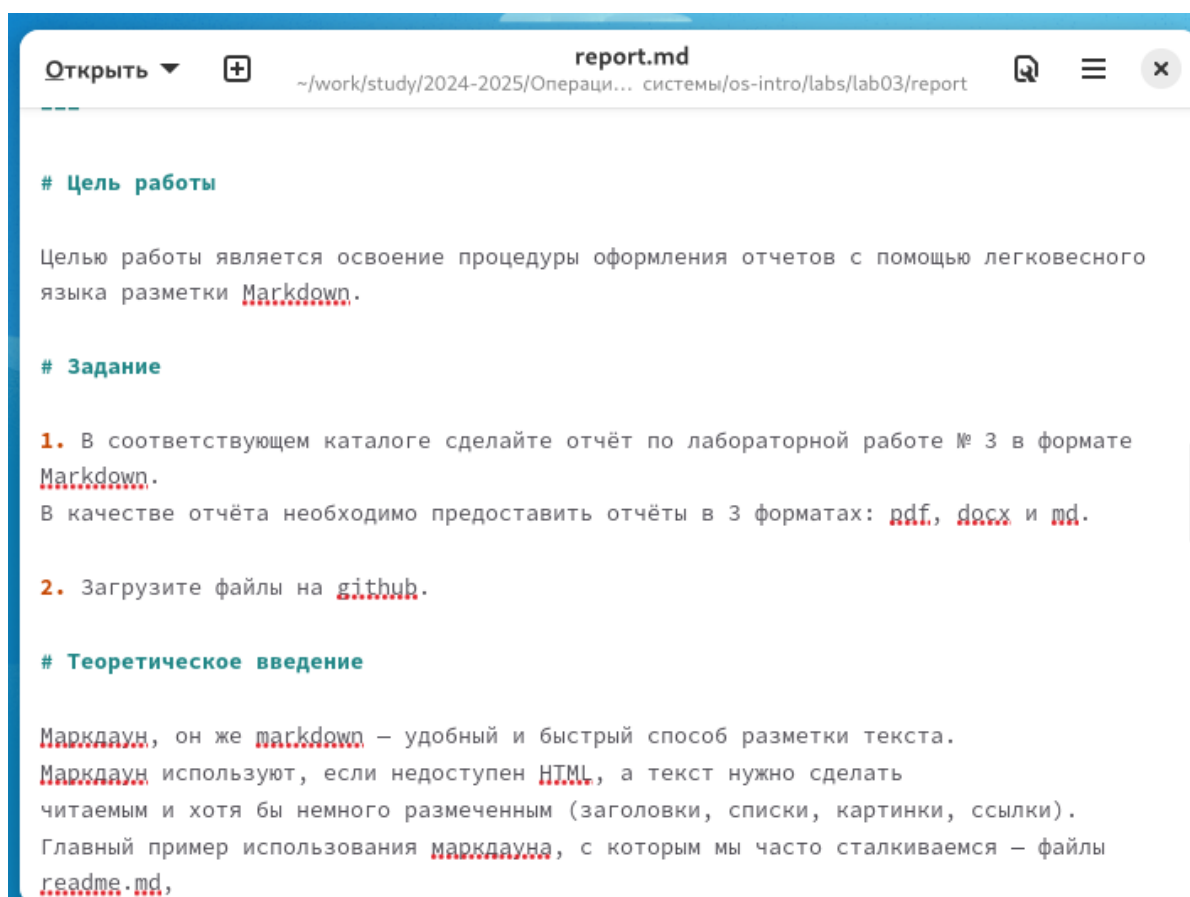 Открыть
report.md
~/work/study/2024-2025/Операци… системы/os-intro/labs/lab03/report
---
# Цель работы
Целью работы является освоение процедуры оформления отчетов с помощью легковесного
языка разметки Markdown.
# Задание
1. В соответствующем каталоге сделайте отчёт по лабораторной работе № 3 в формате
Markdown.
В качестве отчёта необходимо предоставить отчёты в 3 форматах: pdf, docx и md.
2. Загрузите файлы на github.
# Теоретическое введение
Маркдаун, он же markdown — удобный и быстрый способ разметки текста.
Маркдаун используют, если недоступен HTML, а текст нужно сделать
читаемым и хотя бы немного размеченным (заголовки, списки, картинки, ссылки).
Главный пример использования маркдауна, с которым мы часто сталкиваемся — файлы
readme.md,